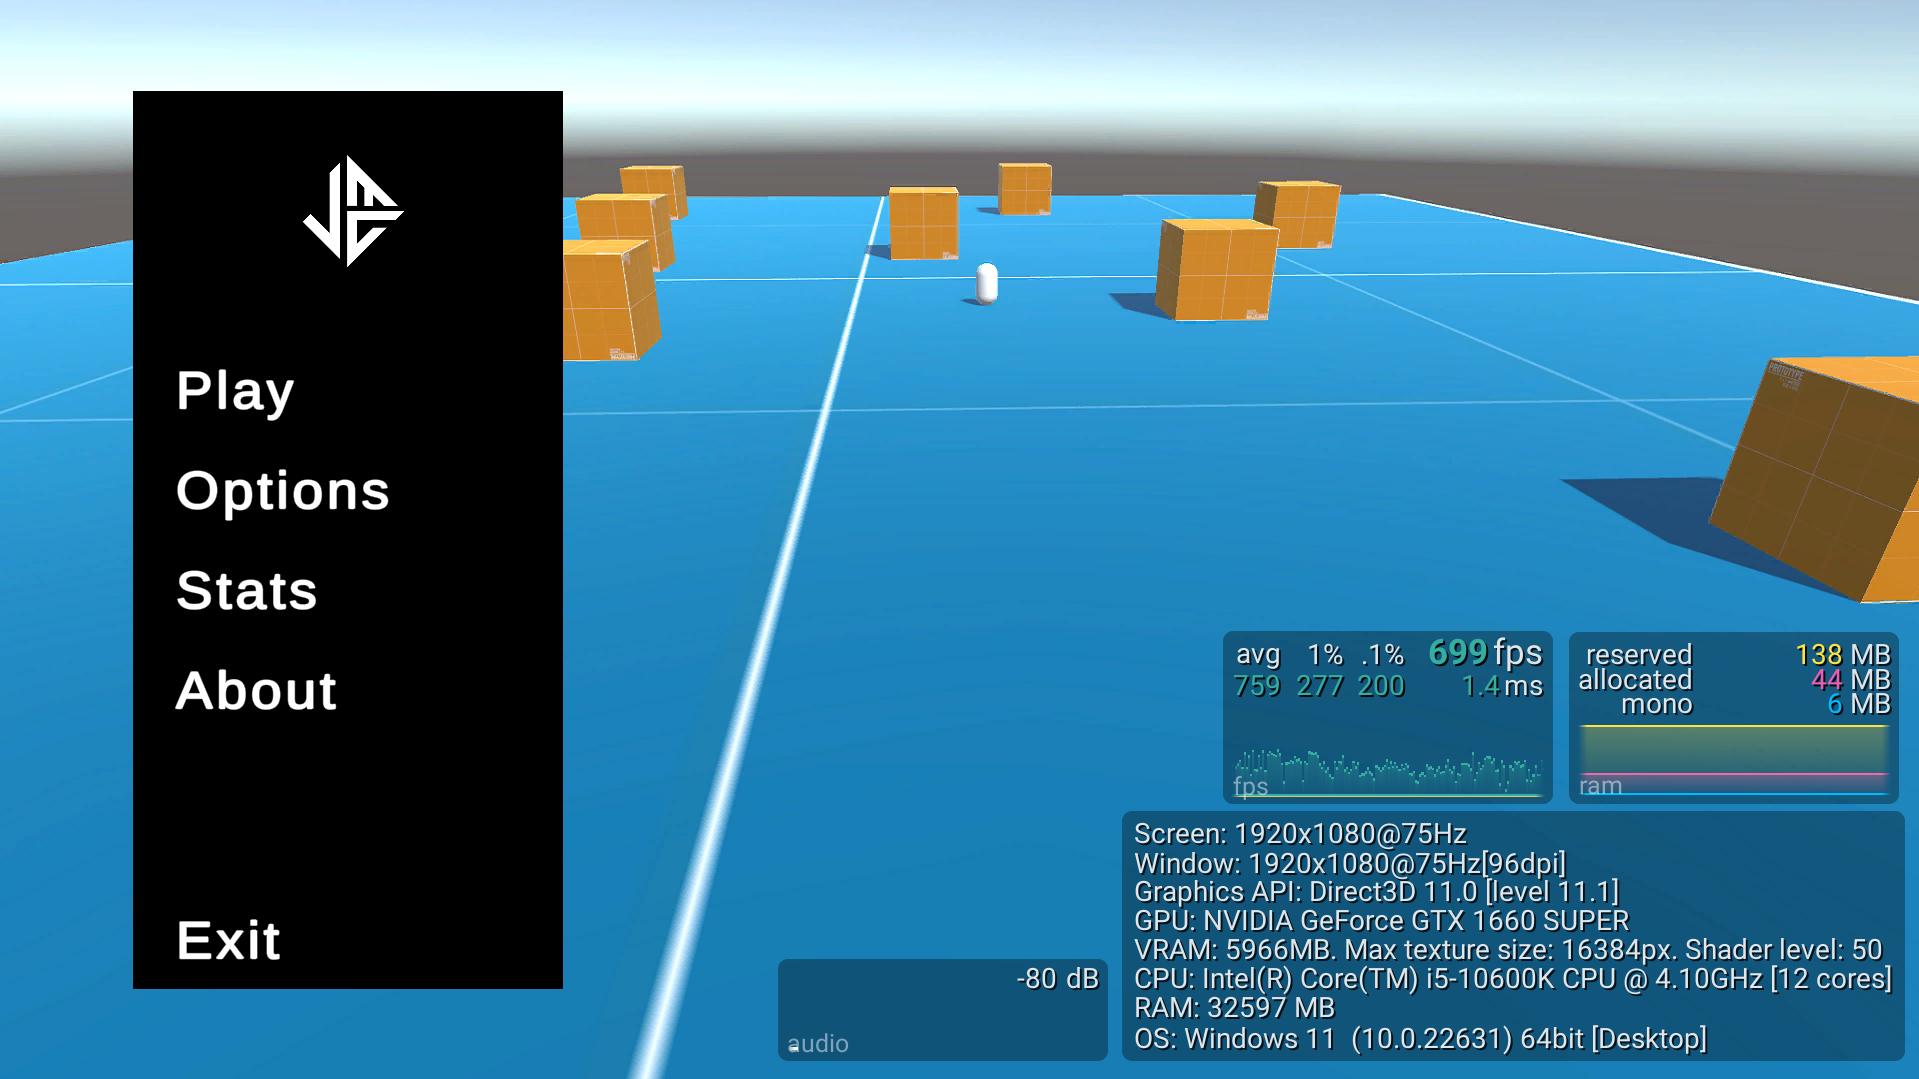 Play
Options
Stats
About
Exit
PROTOTYPE
avg 1% .1% 699 fps
759 277 200 1.4 ms
fps
reserved 138 MB
allocated 44 MB
mono 6 MB
ram
-80 dB
audio
Screen: 1920x1080@75Hz
Window: 1920x1080@75Hz[96dpi]
Graphics API: Direct3D 11.0 [level 11.1]
GPU: NVIDIA GeForce GTX 1660 SUPER
VRAM: 5966MB. Max texture size: 16384px. Shader level: 50
CPU: Intel(R) Core(TM) i5-10600K CPU @ 4.10GHz [12 cores]
RAM: 32597 MB
OS: Windows 11  (10.0.22631) 64bit [Desktop]